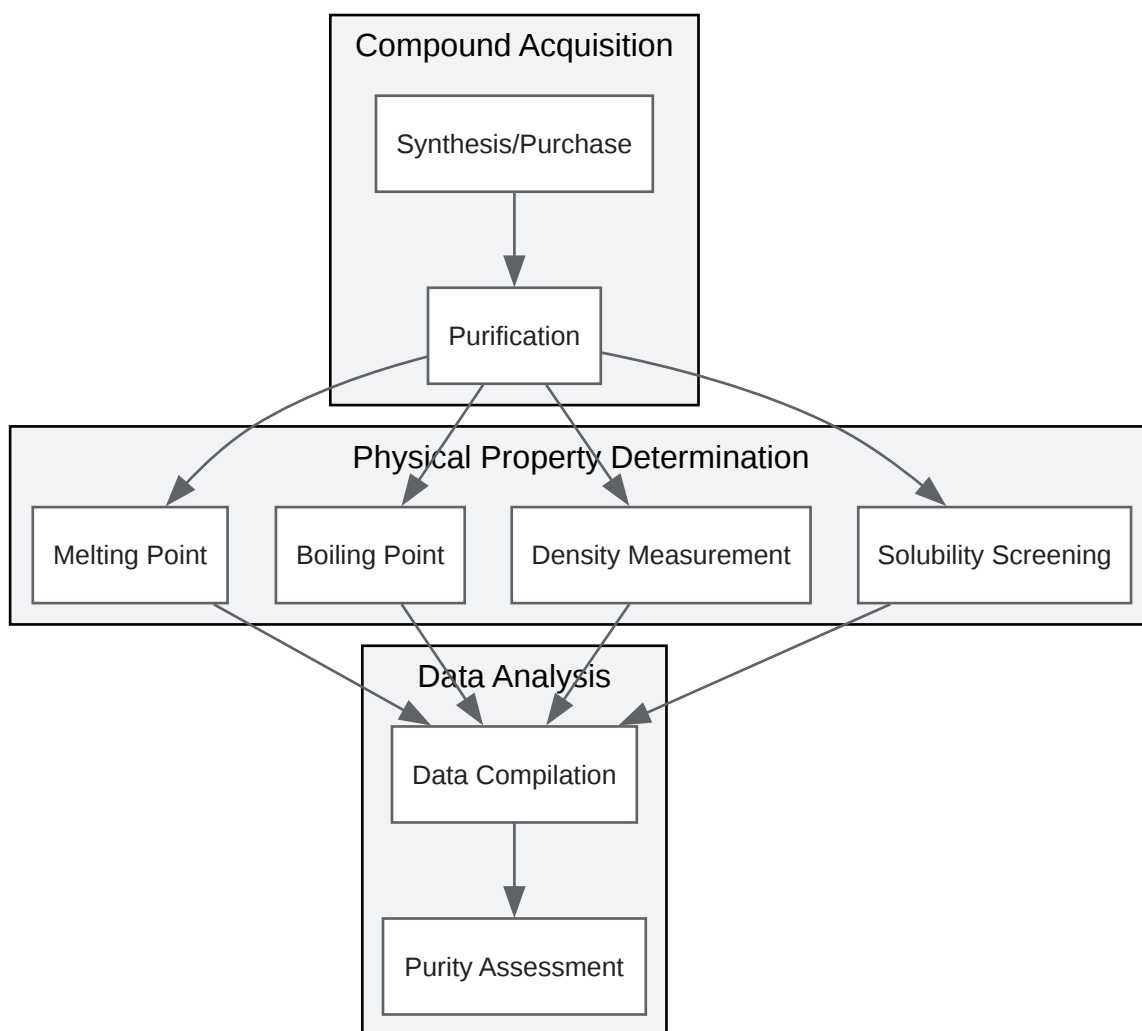 Compound Acquisition
Synthesis/Purchase
Purification
Physical Property Determination
Melting Point
Boiling Point
Density Measurement
Solubility Screening
Data Analysis
Data Compilation
Purity Assessment